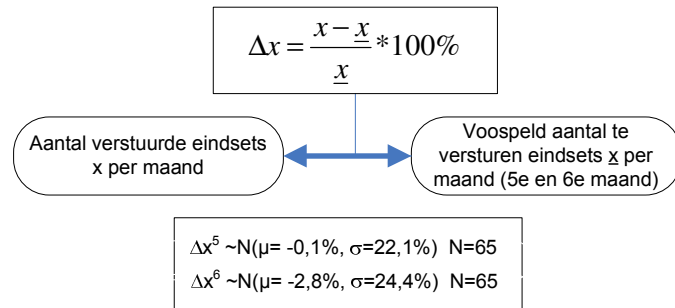 Δx = (x − x̲) / x̲ *100%
Aantal verstuurde eindsets
x per maand
Voospeld aantal te
versturen eindsets x̲ per
maand (5e en 6e maand)
Δx⁵ ~N(μ= -0,1%, σ=22,1%) N=65
Δx⁶ ~N(μ= -2,8%, σ=24,4%) N=65